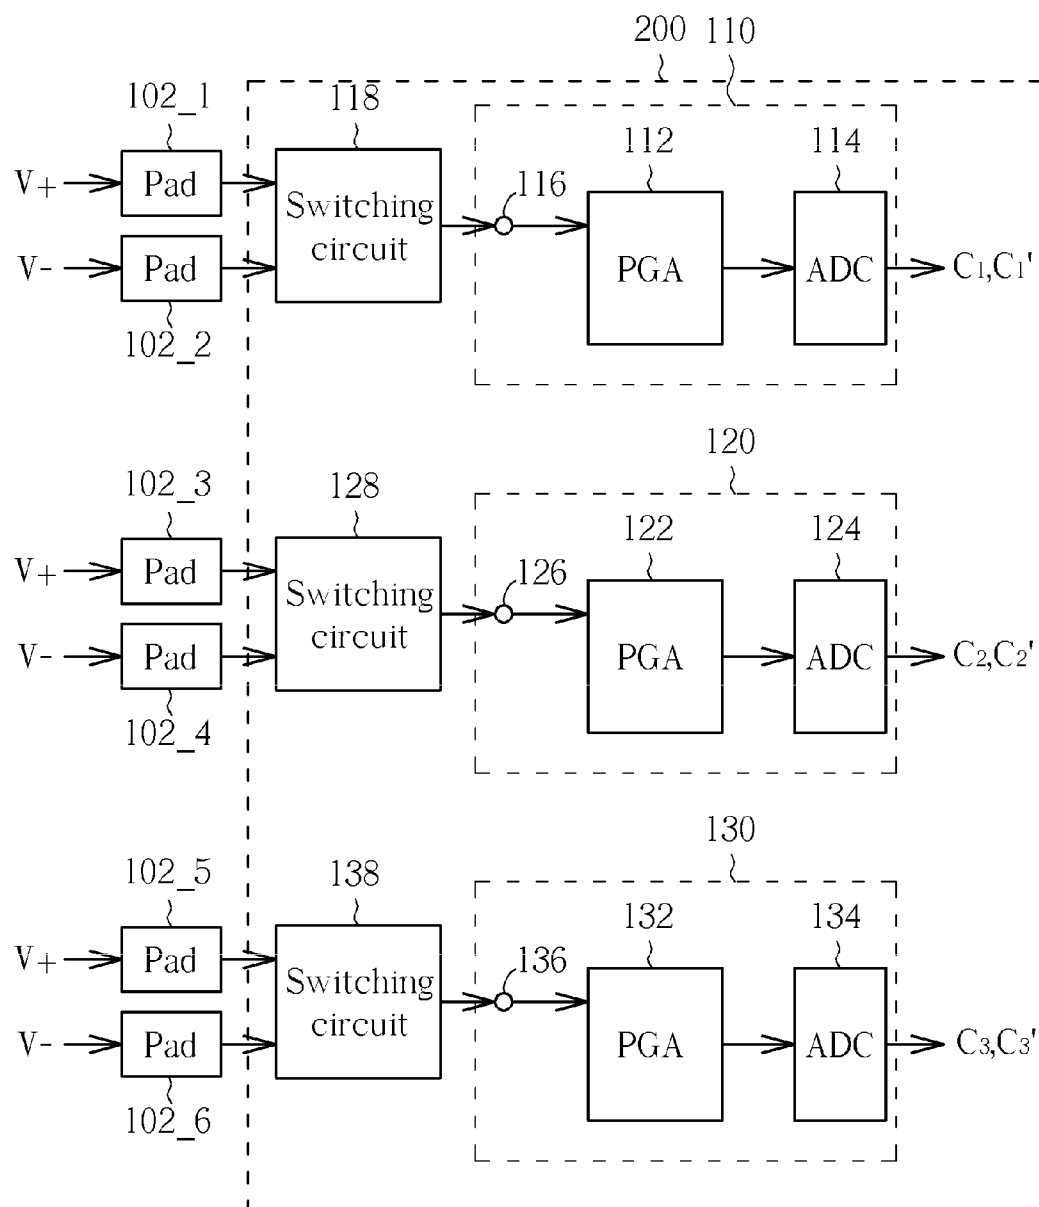 200 110
102_1 118 112 114
V+ Pad 116
Switching circuit
V- Pad PGA ADC C1,C1'
102_2
120
102_3 128 122 124
V+ Pad 126
Switching circuit
V- Pad PGA ADC C2,C2'
102_4
130
102_5 138 132 134
V+ Pad 136
Switching circuit
V- Pad PGA ADC C3,C3'
102_6